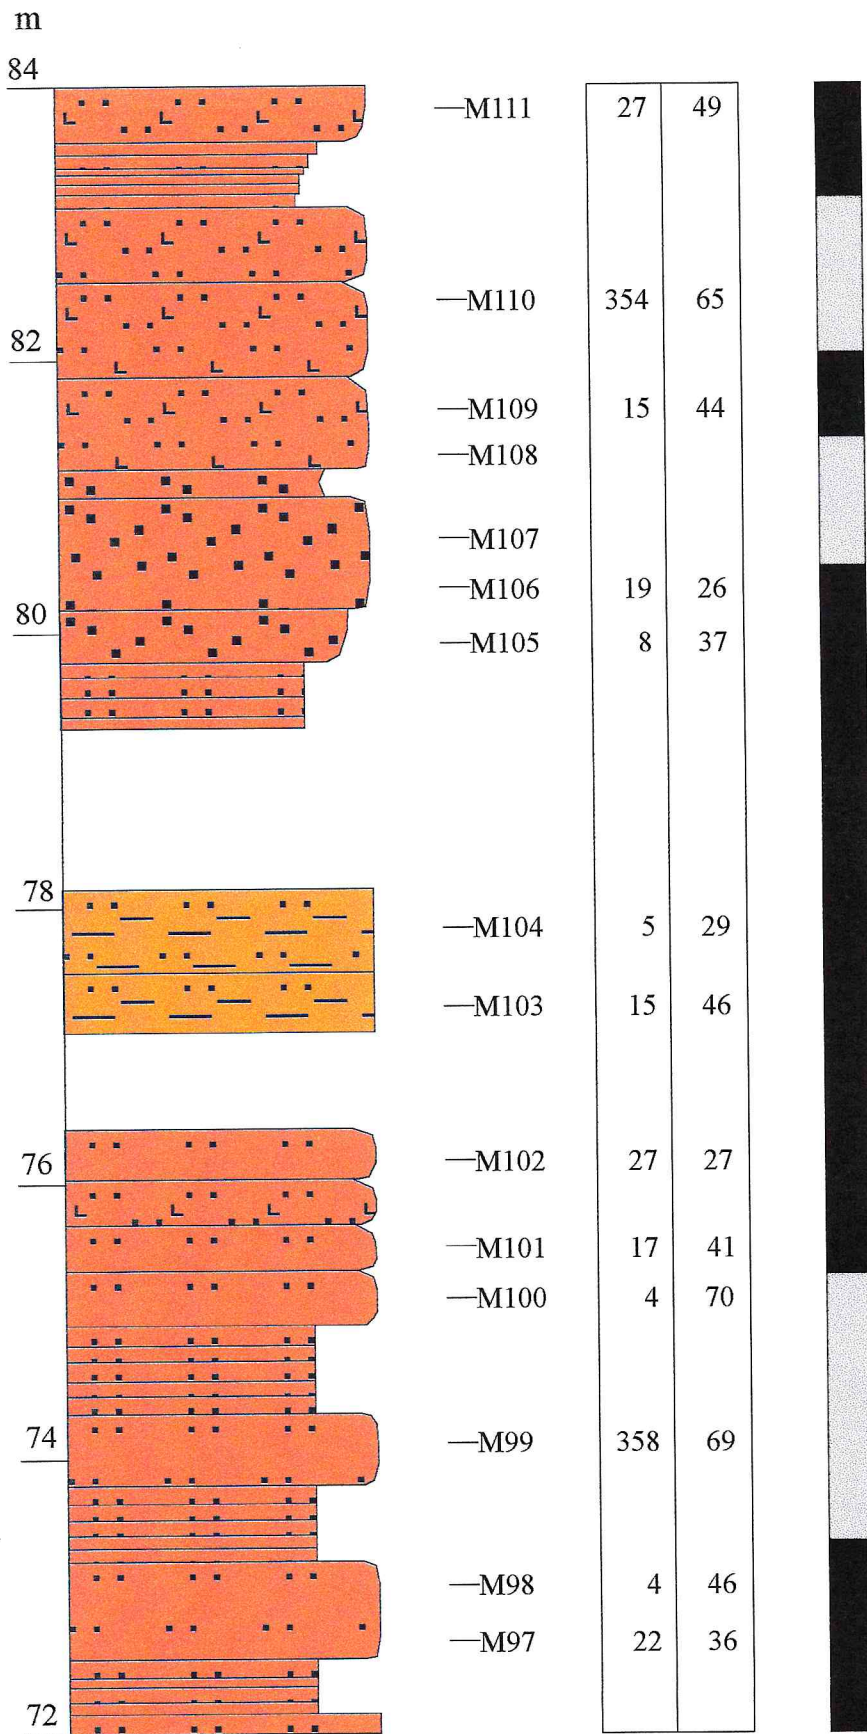 m
84
—M111 27 49
—M110 354 65
82
—M109 15 44
—M108
—M107
—M106 19 26
80
—M105 8 37
78
—M104 5 29
—M103 15 46
76
—M102 27 27
—M101 17 41
—M100 4 70
74
—M99 358 69
—M98 4 46
—M97 22 36
72